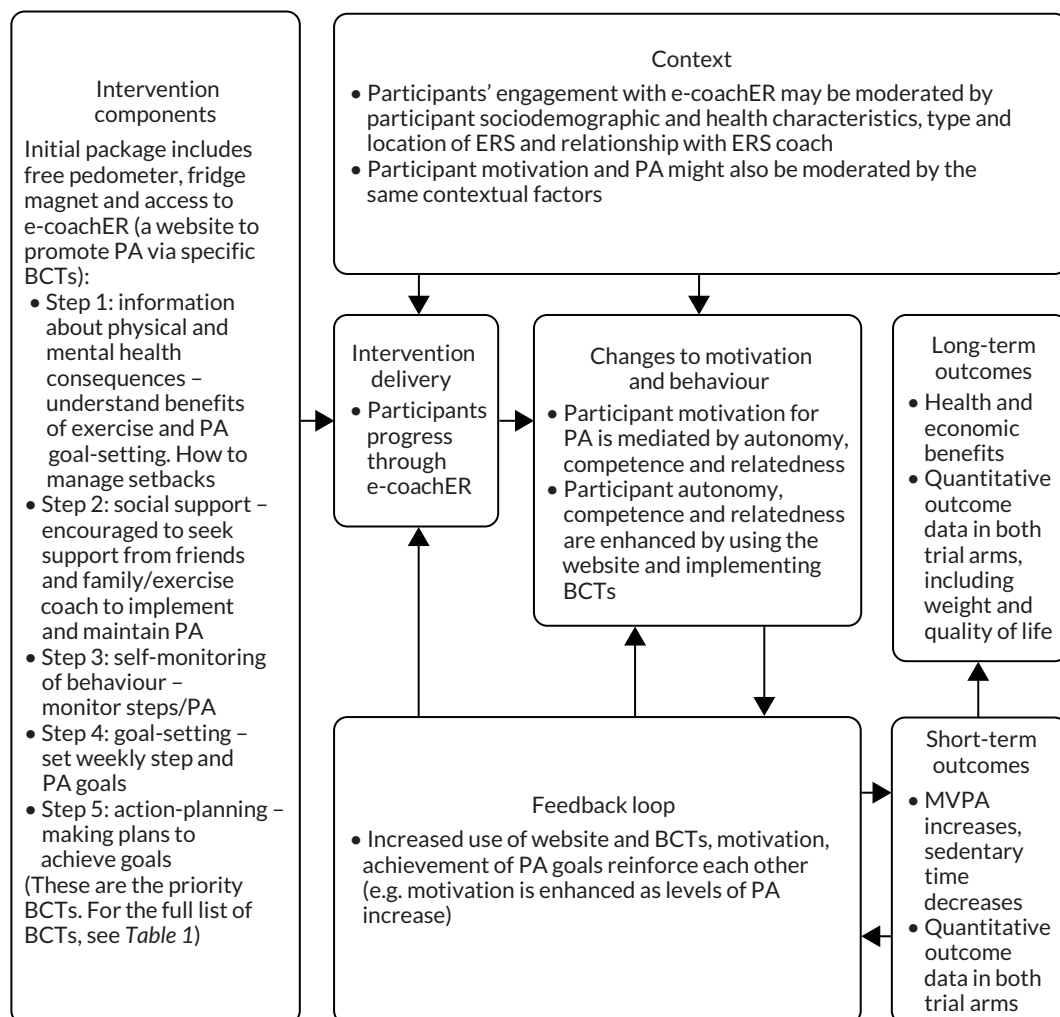 Intervention
components
Initial package includes
free pedometer, fridge
magnet and access to
e-coachER (a website to
promote PA via specific
BCTs):
• Step 1: information
about physical and
mental health
consequences –
understand benefits
of exercise and PA
goal-setting. How to
manage setbacks
• Step 2: social support –
encouraged to seek
support from friends
and family/exercise
coach to implement
and maintain PA
• Step 3: self-monitoring
of behaviour –
monitor steps/PA
• Step 4: goal-setting –
set weekly step and
PA goals
• Step 5: action-planning –
making plans to
achieve goals
(These are the priority
BCTs. For the full list of
BCTs, see Table 1)
Context
• Participants’ engagement with e-coachER may be moderated by
participant sociodemographic and health characteristics, type and
location of ERS and relationship with ERS coach
• Participant motivation and PA might also be moderated by the
same contextual factors
Intervention
delivery
• Participants
progress
through
e-coachER
Changes to motivation
and behaviour
• Participant motivation for
PA is mediated by autonomy,
competence and relatedness
• Participant autonomy,
competence and relatedness
are enhanced by using the
website and implementing
BCTs
Long-term
outcomes
• Health and
economic
benefits
• Quantitative
outcome
data in both
trial arms,
including
weight and
quality of life
Feedback loop
• Increased use of website and BCTs, motivation,
achievement of PA goals reinforce each other
(e.g. motivation is enhanced as levels of PA
increase)
Short-term
outcomes
• MVPA
increases,
sedentary
time
decreases
• Quantitative
outcome
data in both
trial arms